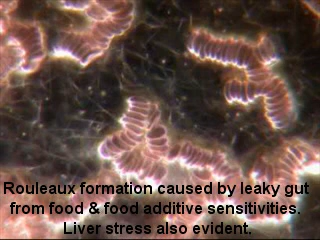 Rouleaux formation caused by leaky gut
from food & food additive sensitivities.
Liver stress also evident.